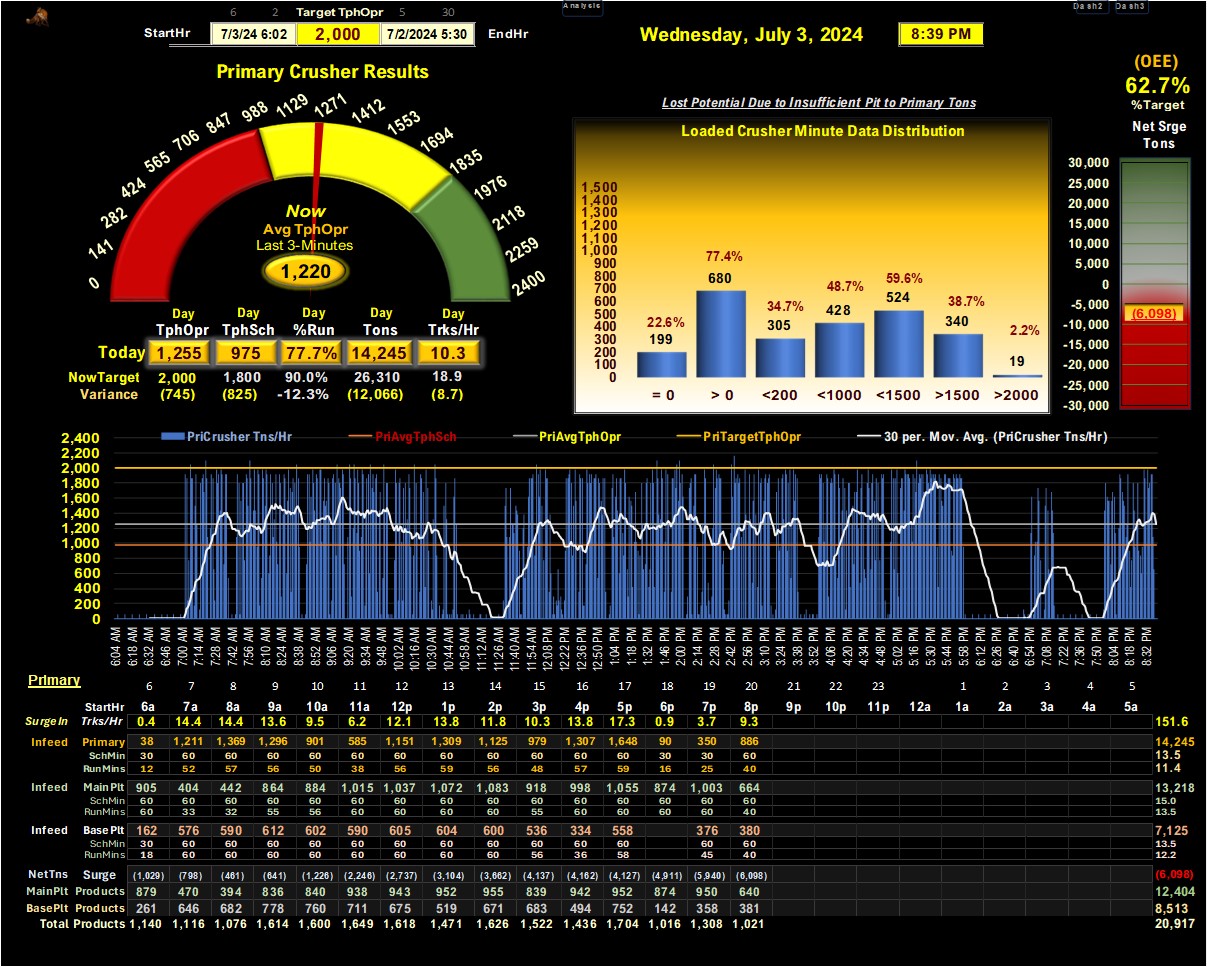 Analysis
Dash2 Dash3
6 2 Target TphOpr 5 30
StartHr 7/3/24 6:02 2,000 7/2/2024 5:30 EndHr
Wednesday, July 3, 2024 8:39 PM
Primary Crusher Results
0 141 282 424 565 706 847 988 1129 1271 1412 1553 1694 1835 1976 2118 2259 2400
Now
Avg TphOpr
Last 3-Minutes
1,220
Day Day Day Day Day
TphOpr TphSch %Run Tons Trks/Hr
Today 1,255 975 77.7% 14,245 10.3
NowTarget 2,000 1,800 90.0% 26,310 18.9
Variance (745) (825) -12.3% (12,066) (8.7)
Lost Potential Due to Insufficient Pit to Primary Tons
Loaded Crusher Minute Data Distribution
1,500
1,400
1,300
1,200
1,100
1,000
900
800
700
600
500
400
300
200
100
0
22.6% 77.4% 34.7% 48.7% 59.6% 38.7% 2.2%
199 680 305 428 524 340 19
= 0 > 0 <200 <1000 <1500 >1500 >2000
(OEE)
62.7%
%Target
Net Srge
Tons
30,000
25,000
20,000
15,000
10,000
5,000
0
-5,000
(6,098)
-10,000
-15,000
-20,000
-25,000
-30,000
PriCrusher Tns/Hr PriAvgTphSch PriAvgTphOpr PriTargetTphOpr 30 per. Mov. Avg. (PriCrusher Tns/Hr)
2,400
2,200
2,000
1,800
1,600
1,400
1,200
1,000
800
600
400
200
0
6:04 AM 6:18 AM 6:32 AM 6:46 AM 7:00 AM 7:14 AM 7:28 AM 7:42 AM 7:56 AM 8:10 AM 8:24 AM 8:38 AM 8:52 AM 9:06 AM 9:20 AM 9:34 AM 9:48 AM 10:02 AM 10:16 AM 10:30 AM 10:44 AM 10:58 AM 11:12 AM 11:26 AM 11:40 AM 11:54 AM 12:08 PM 12:22 PM 12:36 PM 12:50 PM 1:04 PM 1:18 PM 1:32 PM 1:46 PM 2:00 PM 2:14 PM 2:28 PM 2:42 PM 2:56 PM 3:10 PM 3:24 PM 3:38 PM 3:52 PM 4:06 PM 4:20 PM 4:34 PM 4:48 PM 5:02 PM 5:16 PM 5:30 PM 5:44 PM 5:58 PM 6:12 PM 6:26 PM 6:40 PM 6:54 PM 7:08 PM 7:22 PM 7:36 PM 7:50 PM 8:04 PM 8:18 PM 8:32 PM
Primary 6 7 8 9 10 11 12 13 14 15 16 17 18 19 20 21 22 23 1 2 3 4 5
StartHr 6a 7a 8a 9a 10a 11a 12p 1p 2p 3p 4p 5p 6p 7p 8p 9p 10p 11p 12a 1a 2a 3a 4a 5a
SurgeIn Trks/Hr 0.4 14.4 14.4 13.6 9.5 6.2 12.1 13.8 11.8 10.3 13.8 17.3 0.9 3.7 9.3 151.6
Infeed Primary 38 1,211 1,369 1,296 901 585 1,151 1,309 1,125 979 1,307 1,648 90 350 886 14,245
SchMin 30 60 60 60 60 60 60 60 60 60 60 60 30 30 60 13.5
RunMins 12 52 57 56 50 38 56 59 56 48 57 59 16 25 40 11.4
Infeed MainPlt 905 404 442 864 884 1,015 1,037 1,072 1,083 918 998 1,055 874 1,003 664 13,218
SchMin 60 60 60 60 60 60 60 60 60 60 60 60 60 60 60 15.0
RunMins 60 33 32 55 56 60 60 60 60 55 60 60 60 60 40 13.5
Infeed Base Plt 162 576 590 612 602 590 605 604 600 536 334 558 376 380 7,125
SchMin 30 60 60 60 60 60 60 60 60 60 60 60 60 60 13.5
RunMins 18 60 60 60 60 60 60 60 60 56 36 58 45 40 12.2
NetTns Surge (1,029) (798) (461) (641) (1,226) (2,246) (2,737) (3,104) (3,662) (4,137) (4,162) (4,127) (4,911) (5,940) (6,098) (6,098)
MainPlt Products 879 470 394 836 840 938 943 952 955 839 942 952 874 950 640 12,404
BasePlt Products 261 646 682 778 760 711 675 519 671 683 494 752 142 358 381 8,513
Total Products 1,140 1,116 1,076 1,614 1,600 1,649 1,618 1,471 1,626 1,522 1,436 1,704 1,016 1,308 1,021 20,917